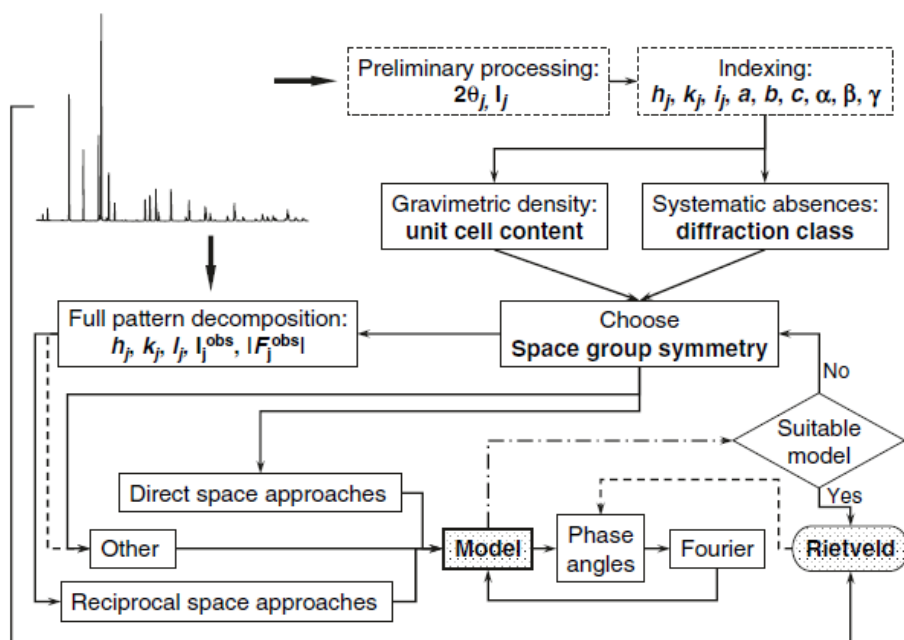 Preliminary processing:
2θj, Ij
Indexing:
hj, kj, ij, a, b, c, α, β, γ
Gravimetric density:
unit cell content
Systematic absences:
diffraction class
Full pattern decomposition:
hj, kj, lj, Ijobs, |Fjobs|
Choose
Space group symmetry
No
Suitable
model
Yes
Direct space approaches
Other
Model
Phase
angles
Fourier
Rietveld
Reciprocal space approaches